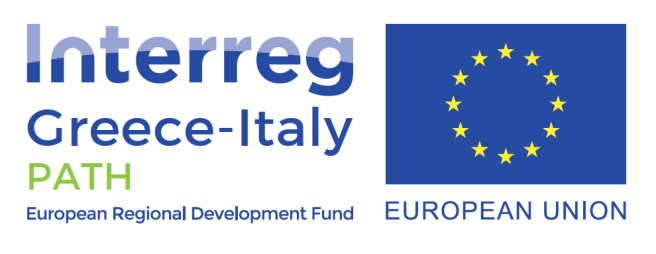 Interreg
Greece-Italy
PATH
European Regional Development Fund
EUROPEAN UNION